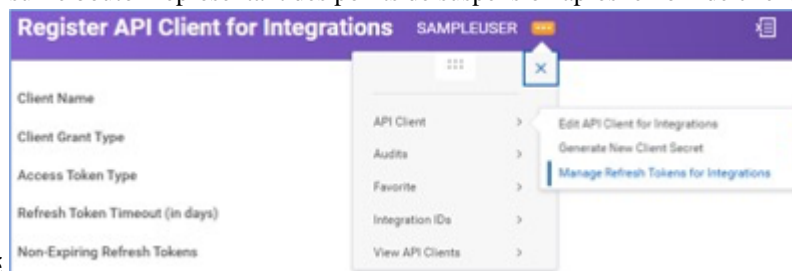 Register API Client for Integrations SAMPLEUSER
Client Name
Client Grant Type
Access Token Type
Refresh Token Timeout (in days)
Non-Expiring Refresh Tokens
API Client
Audits
Favorite
Integration IDs
View API Clients
Edit API Client for Integrations
Generate New Client Secret
Manage Refresh Tokens for Integrations